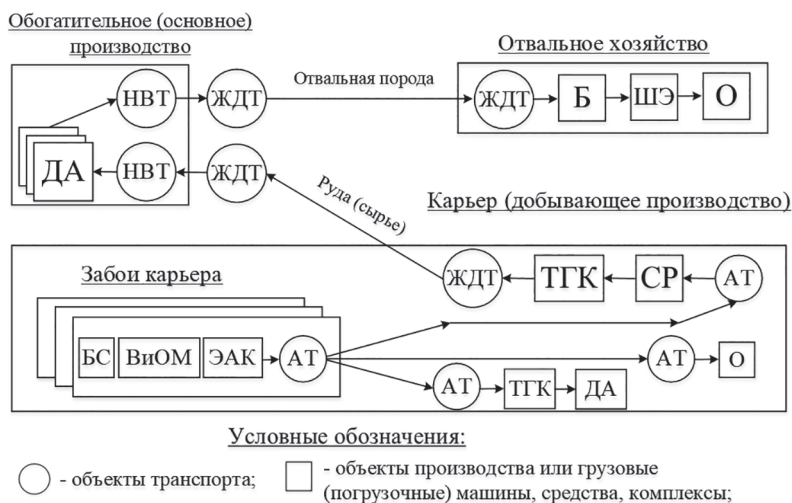 Обогатительное (основное)
производство
Отвальное хозяйство
НВТ
ЖДТ
Отвальная порода
ЖДТ
Б
ШЭ
О
ДА
НВТ
ЖДТ
Руда (сырье)
Карьер (добывающее производство)
Забои карьера
ЖДТ
ТГК
СР
АТ
БС
ВиОМ
ЭАК
АТ
АТ
О
АТ
ТГК
ДА
Условные обозначения:
- объекты транспорта;
- объекты производства или грузовые
(погрузочные) машины, средства, комплексы;